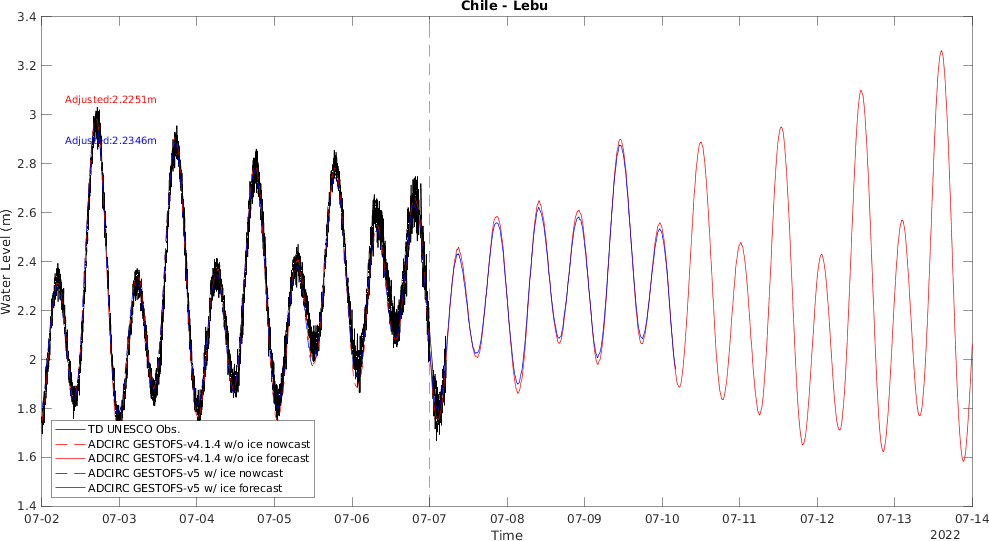 Chile - Lebu
3.4
3.2
3
2.8
2.6
2.4
2.2
2
1.8
1.6
1.4
Water Level (m)
Adjusted:2.2251m
Adjusted:2.2346m
TD UNESCO Obs.
ADCIRC GESTOFS-v4.1.4 w/o ice nowcast
ADCIRC GESTOFS-v4.1.4 w/o ice forecast
ADCIRC GESTOFS-v5 w/ ice nowcast
ADCIRC GESTOFS-v5 w/ ice forecast
07-02 07-03 07-04 07-05 07-06 07-07 07-08 07-09 07-10 07-11 07-12 07-13 07-14
Time
2022